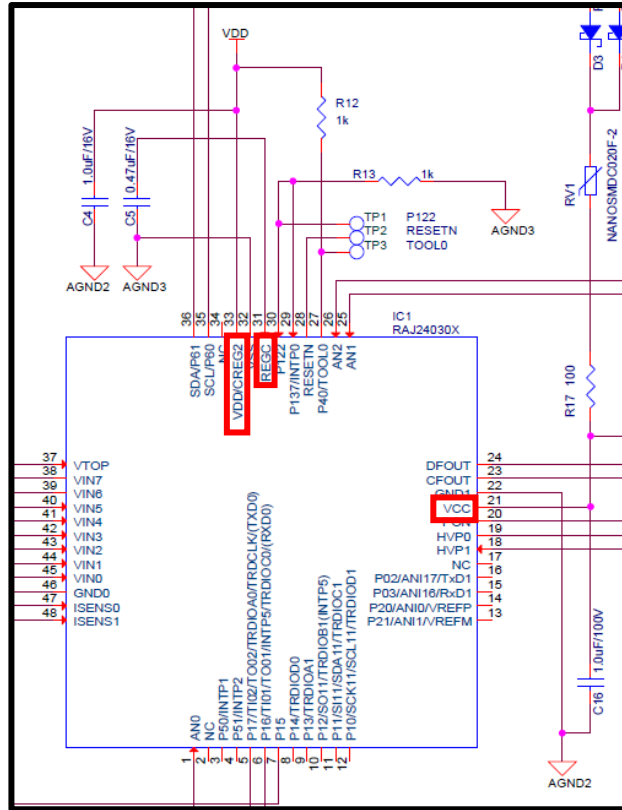 VDD
D3
R12
1k
1.0uF/16V
C4
0.47uF/16V
C5
R13
1k
RV1
NANOSMDC020F-2
TP1 P122
TP2 RESETN
TP3 TOOL0
AGND3
AGND2
AGND3
36
35
34
33
32
31
30
29
28
27
26
25
IC1
RAJ24030X
SDA/P61
SCL/P60
NC
VDD/CREG2
REGC
P122
P137/INTP0
RESETN
P40/TOOL0
AN2
AN1
R17 100
37 VTOP
38 VIN7
39 VIN6
40 VIN5
41 VIN4
42 VIN3
43 VIN2
44 VIN1
45 VIN0
46 GND0
47 ISENS0
48 ISENS1
DFOUT 24
CFOUT 23
GND1 22
VCC 21
20
HVP0 19
HVP1 18
NC 17
P02/ANI17/TxD1 16
P03/ANI16/RxD1 15
P20/ANI0/VREFP 14
P21/ANI1/VREFM 13
AN0
NC
P50/INTP1
P51/INTP2
P17/TI02/TO02/TRDIOA0/TRDCLK/(TXD0)
P16/TI01/TO01/INTP5/TRDIOC0/(RXD0)
P15
P14/TRDIOD0
P13/TRDIOA1
P12/SO11/TRDIOB1(INTP5)
P11/SI11/SDA11/TRDIOC1
P10/SCK11/SCL11/TRDIOD1
1
2
3
4
5
6
7
8
9
10
11
12
1.0uF/100V
C16
AGND2